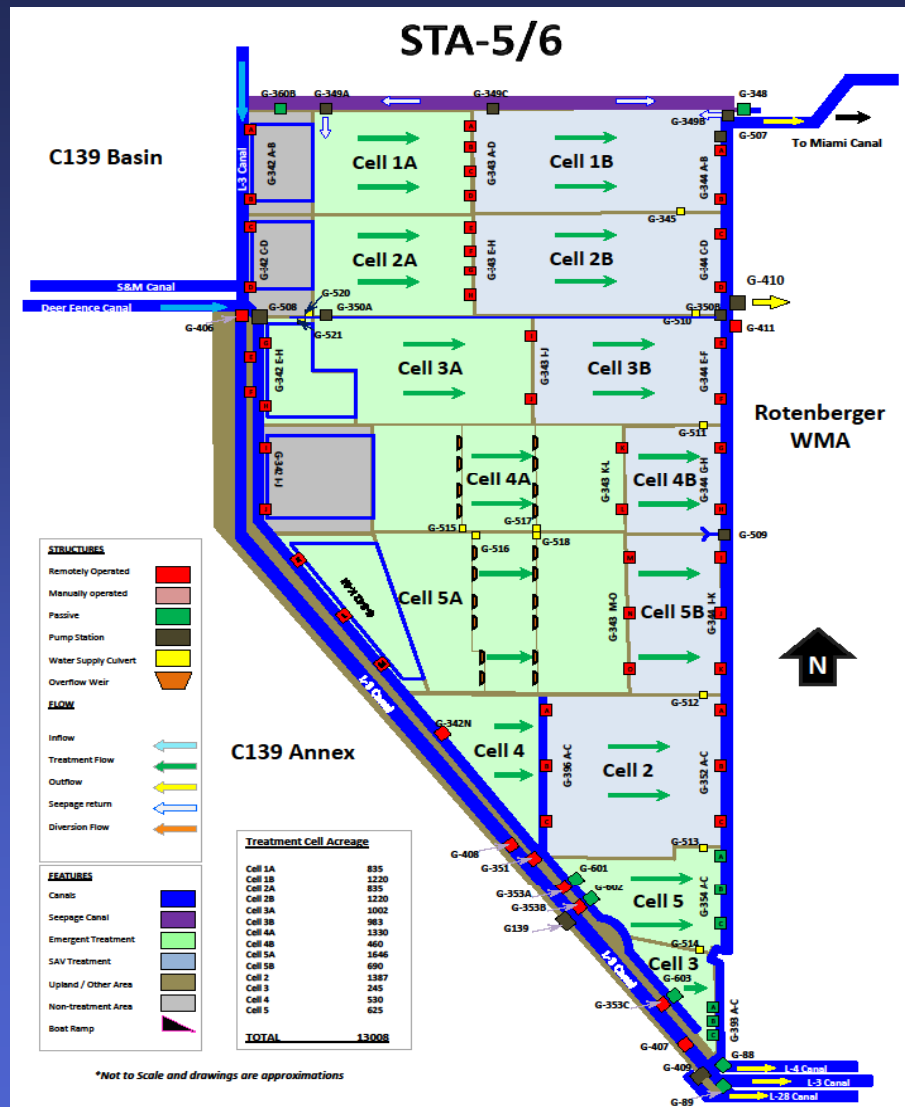 STA-5/6
G-360B
G-349A
G-349C
G-348
G-349B
G-507
To Miami Canal
C139 Basin
L-3 Canal
G-342 A-B
Cell 1A
G-343 A-D
Cell 1B
G-344 A-B
G-345
G-342 C-D
Cell 2A
G-343 E-H
Cell 2B
G-344 C-D
S&M Canal
Deer Fence Canal
G-520
G-508
G-350A
G-350B
G-510
G-410
G-406
G-521
G-411
G-342 E-H
Cell 3A
G-343 I-J
Cell 3B
G-344 E-F
Rotenberger
WMA
G-511
Cell 4A
G-343 K-L
Cell 4B
G-344 G-H
G-515
G-517
G-516
G-518
G-509
Cell 5A
G-343 M-O
Cell 5B
G-344 I-K
G-512
N
STRUCTURES
Remotely Operated
Manually operated
Passive
Pump Station
Water Supply Culvert
Overflow Weir
FLOW
Inflow
Treatment Flow
Outflow
Seepage return
Diversion Flow
FEATURES
Canals
Seepage Canal
Emergent Treatment
SAV Treatment
Upland / Other Area
Non-treatment Area
Boat Ramp
L-3 Canal
G-342N
C139 Annex
Cell 4
G-396 A-C
Cell 2
G-352 A-C
G-513
G-408
G-351
G-601
G-353A
G-602
G-353B
G139
Cell 5
G-354 A-C
G-514
Cell 3
L-3 Canal
G-603
G-353C
G-393 A-C
G-407
G-88
G-409
G-89
L-4 Canal
L-3 Canal
L-28 Canal
Treatment Cell Acreage
Cell 1A 835
Cell 1B 1220
Cell 2A 835
Cell 2B 1220
Cell 3A 1002
Cell 3B 983
Cell 4A 1330
Cell 4B 460
Cell 5A 1646
Cell 5B 690
Cell 2 1387
Cell 3 245
Cell 4 530
Cell 5 625
TOTAL 13008
*Not to Scale and drawings are approximations